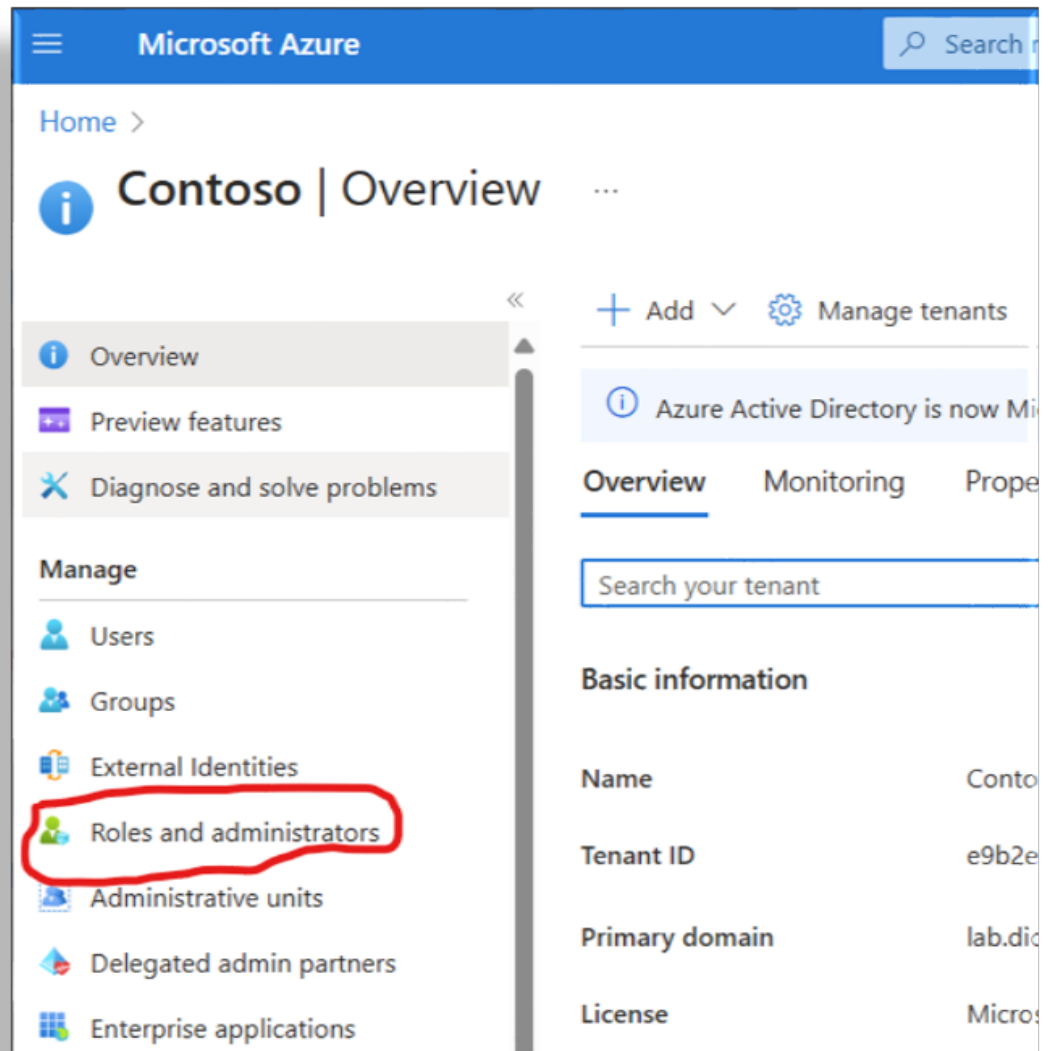 Microsoft Azure
Search
Home >
Contoso | Overview ...
«
+ Add Manage tenants
Overview
Preview features
Azure Active Directory is now
Diagnose and solve problems
Overview Monitoring
Manage
Search your tenant
Users
Basic information
Groups
External Identities
Name
Roles and administrators
Tenant ID e9b2e
Administrative units
Primary domain
Delegated admin partners
License
Enterprise applications